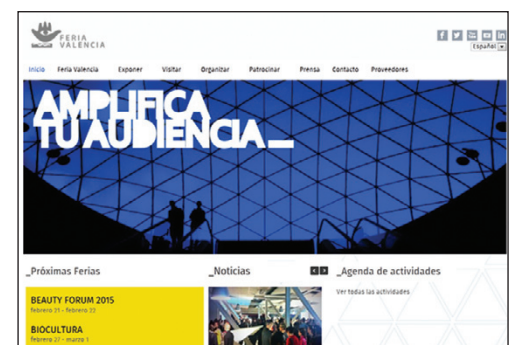 FERIA
VALENCIA
Español
Inicio Feria Valencia Exponer Visitar Organizar Patrocinar Prensa Contacto Proveedores
AMPLIFICA
TU AUDIENCIA_
_Próximas Ferias
_Noticias
_Agenda de actividades
BEAUTY FORUM 2015
febrero 21 - febrero 22
BIOCULTURA
febrero 27 - marzo 1
Ver todas las actividades